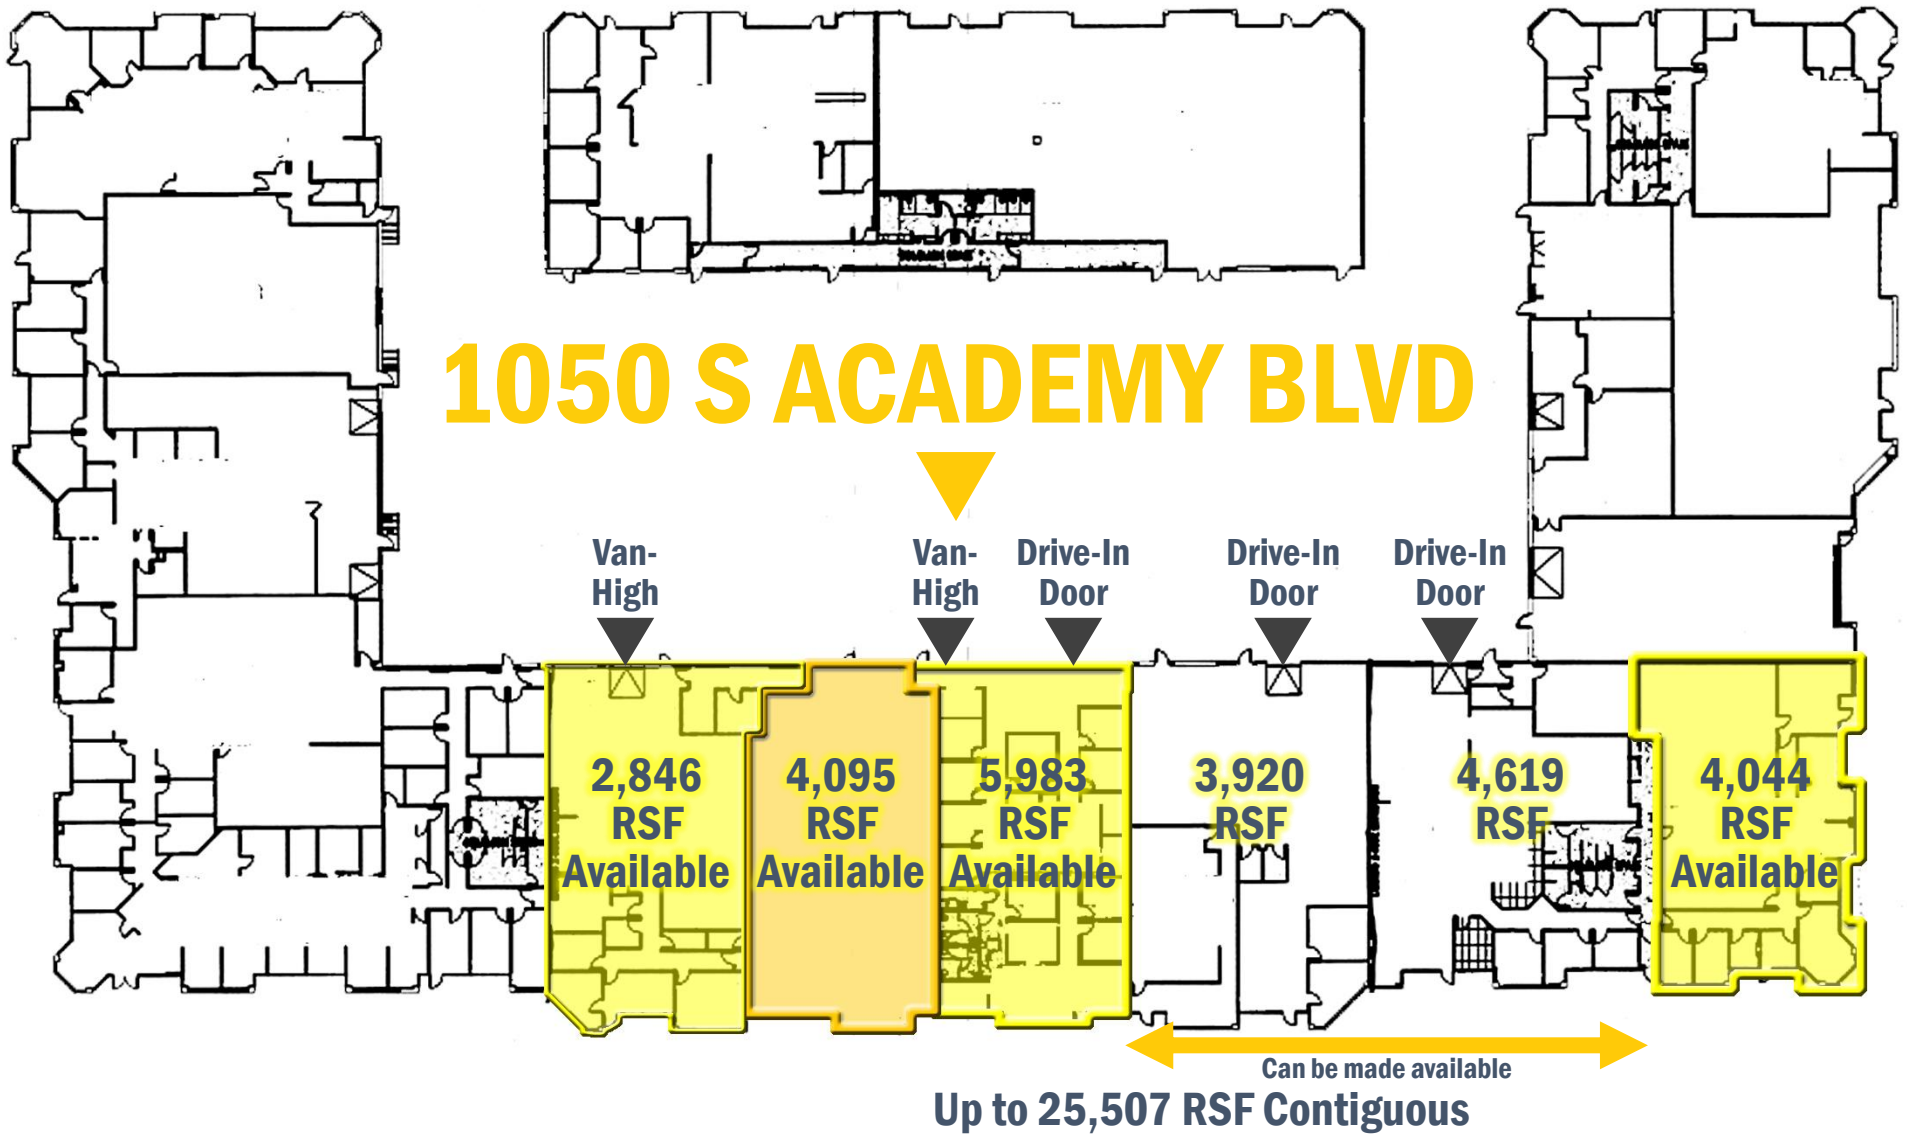 1050 S ACADEMY BLVD
Van-
High
Van-
High
Drive-In
Door
Drive-In
Door
Drive-In
Door
2,846
RSF
Available
4,095
RSF
Available
5,983
RSF
Available
3,920
RSF
4,619
RSF
4,044
RSF
Available
Can be made available
Up to 25,507 RSF Contiguous